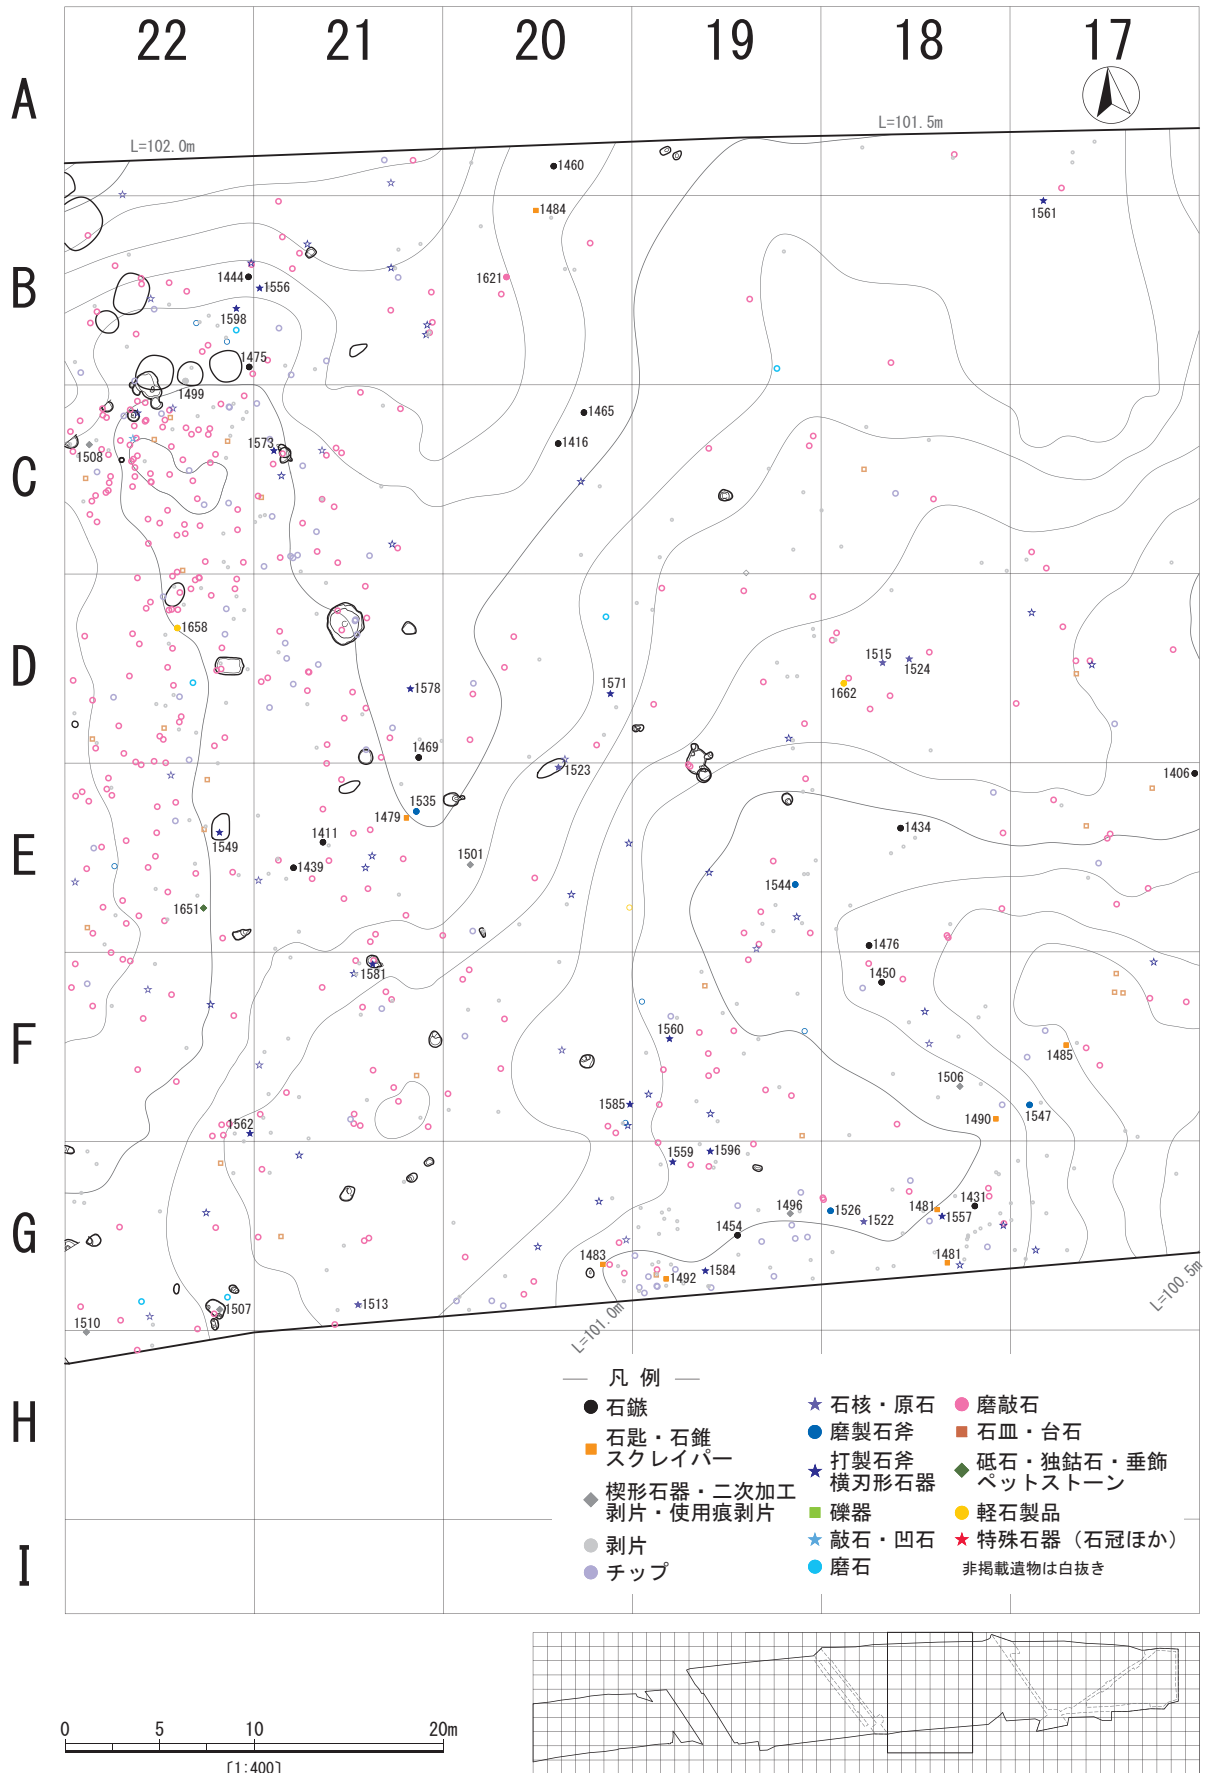 22 21 20 19 18 17
A
L=102.0m
L=101.5m
1460
1484
1561
B
1444
1621
1556
1598
1475
1499
1465
1416
1573
1508
C
1658
D
1515
1524
1578
1571
1662
1469
1523
1406
1535
1479
1549
1411
1434
E
1439
1501
1544
1651
1476
1581
1450
F
1560
1485
1506
1585
1547
1490
1562
1559
1596
1496
1481
1431
1526
1522
1557
G
1454
1483
1492
1584
1481
1513
1507
1510
L=101.0m
L=100.5m
H
I
凡 例
石鏃
石匙・石錐
スクレイパー
楔形石器・二次加工
剥片・使用痕剥片
剥片
チップ
石核・原石
磨製石斧
打製石斧
横刃形石器
礫器
敲石・凹石
磨石
磨敲石
石皿・台石
砥石・独鈷石・垂飾
ペットストーン
軽石製品
特殊石器（石冠ほか）
非掲載遺物は白抜き
0 5 10 20m
[1:400]